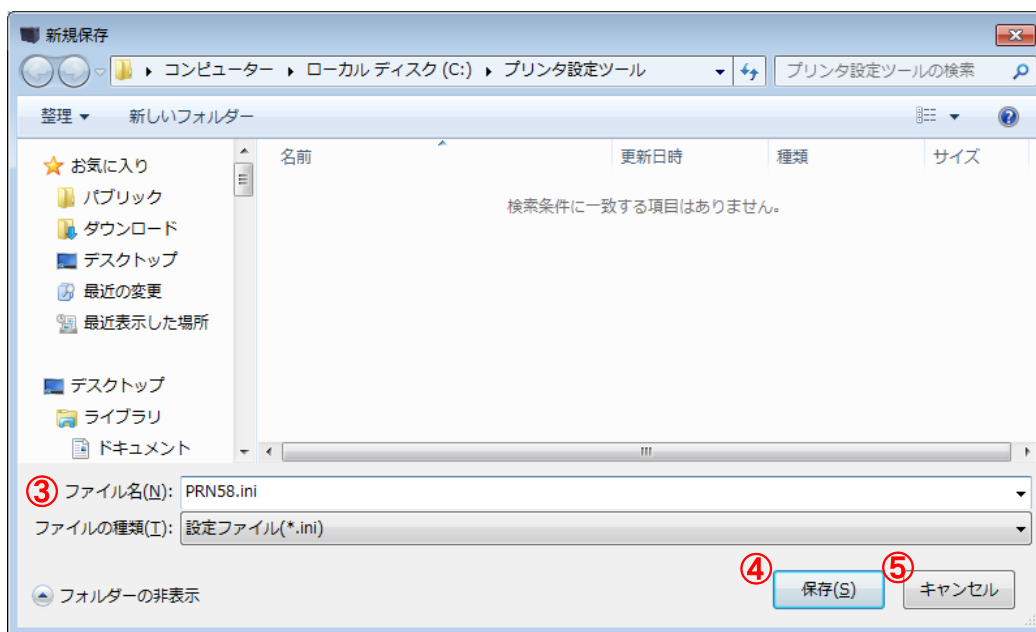 新規保存
コンピューター ▶ ローカル ディスク (C:) ▶ プリンタ設定ツール
プリンタ設定ツールの検索
整理 ▼ 新しいフォルダー
名前 更新日時 種類 サイズ
検索条件に一致する項目はありません。
お気に入り
パブリック
ダウンロード
デスクトップ
最近の変更
最近表示した場所
デスクトップ
ライブラリ
ドキュメント
③ ファイル名(N): PRN58.ini
ファイルの種類(T): 設定ファイル(*.ini)
フォルダーの非表示
④ 保存(S)
⑤ キャンセル